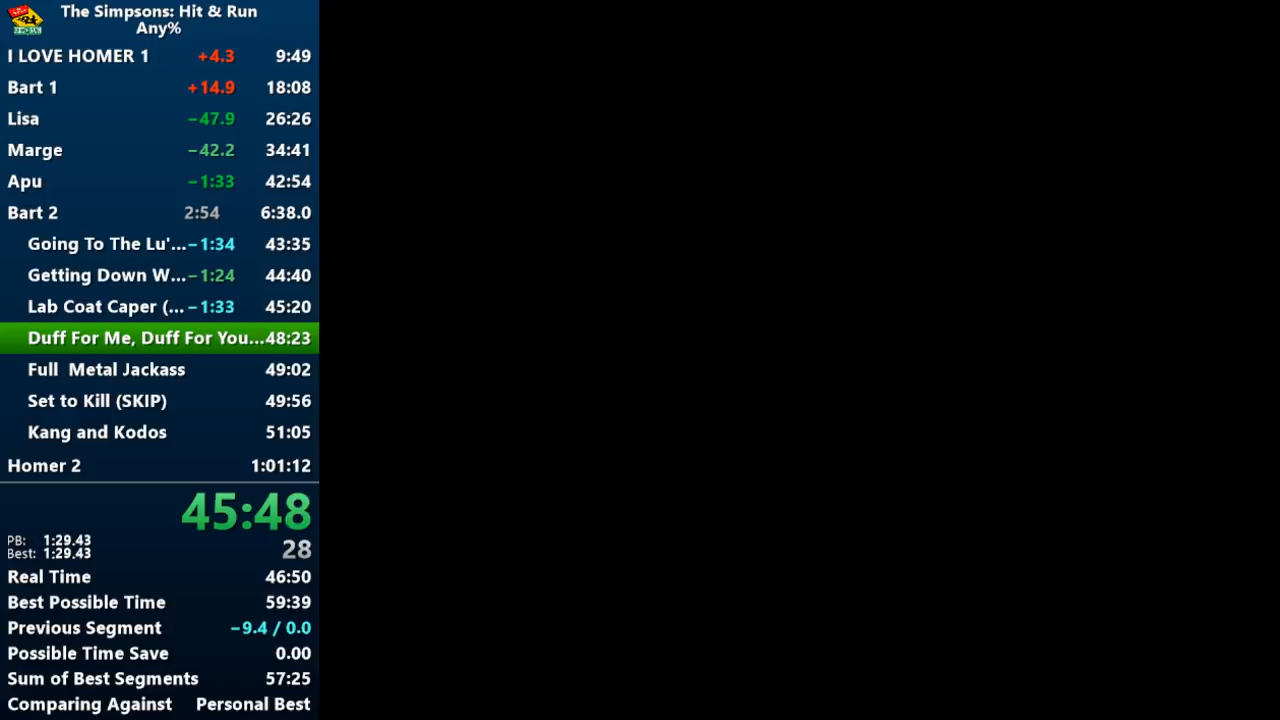 The Simpsons: Hit & Run
Any%
I LOVE HOMER 1 +4.3 9:49
Bart 1 +14.9 18:08
Lisa −47.9 26:26
Marge −42.2 34:41
Apu −1:33 42:54
Bart 2 2:54 6:38.0
Going To The Lu'... −1:34 43:35
Getting Down W... −1:24 44:40
Lab Coat Caper (... −1:33 45:20
Duff For Me, Duff For You... 48:23
Full Metal Jackass 49:02
Set to Kill (SKIP) 49:56
Kang and Kodos 51:05
Homer 2 1:01:12
45:48
PB: 1:29.43
Best: 1:29.43
28
Real Time 46:50
Best Possible Time 59:39
Previous Segment −9.4 / 0.0
Possible Time Save 0.00
Sum of Best Segments 57:25
Comparing Against Personal Best